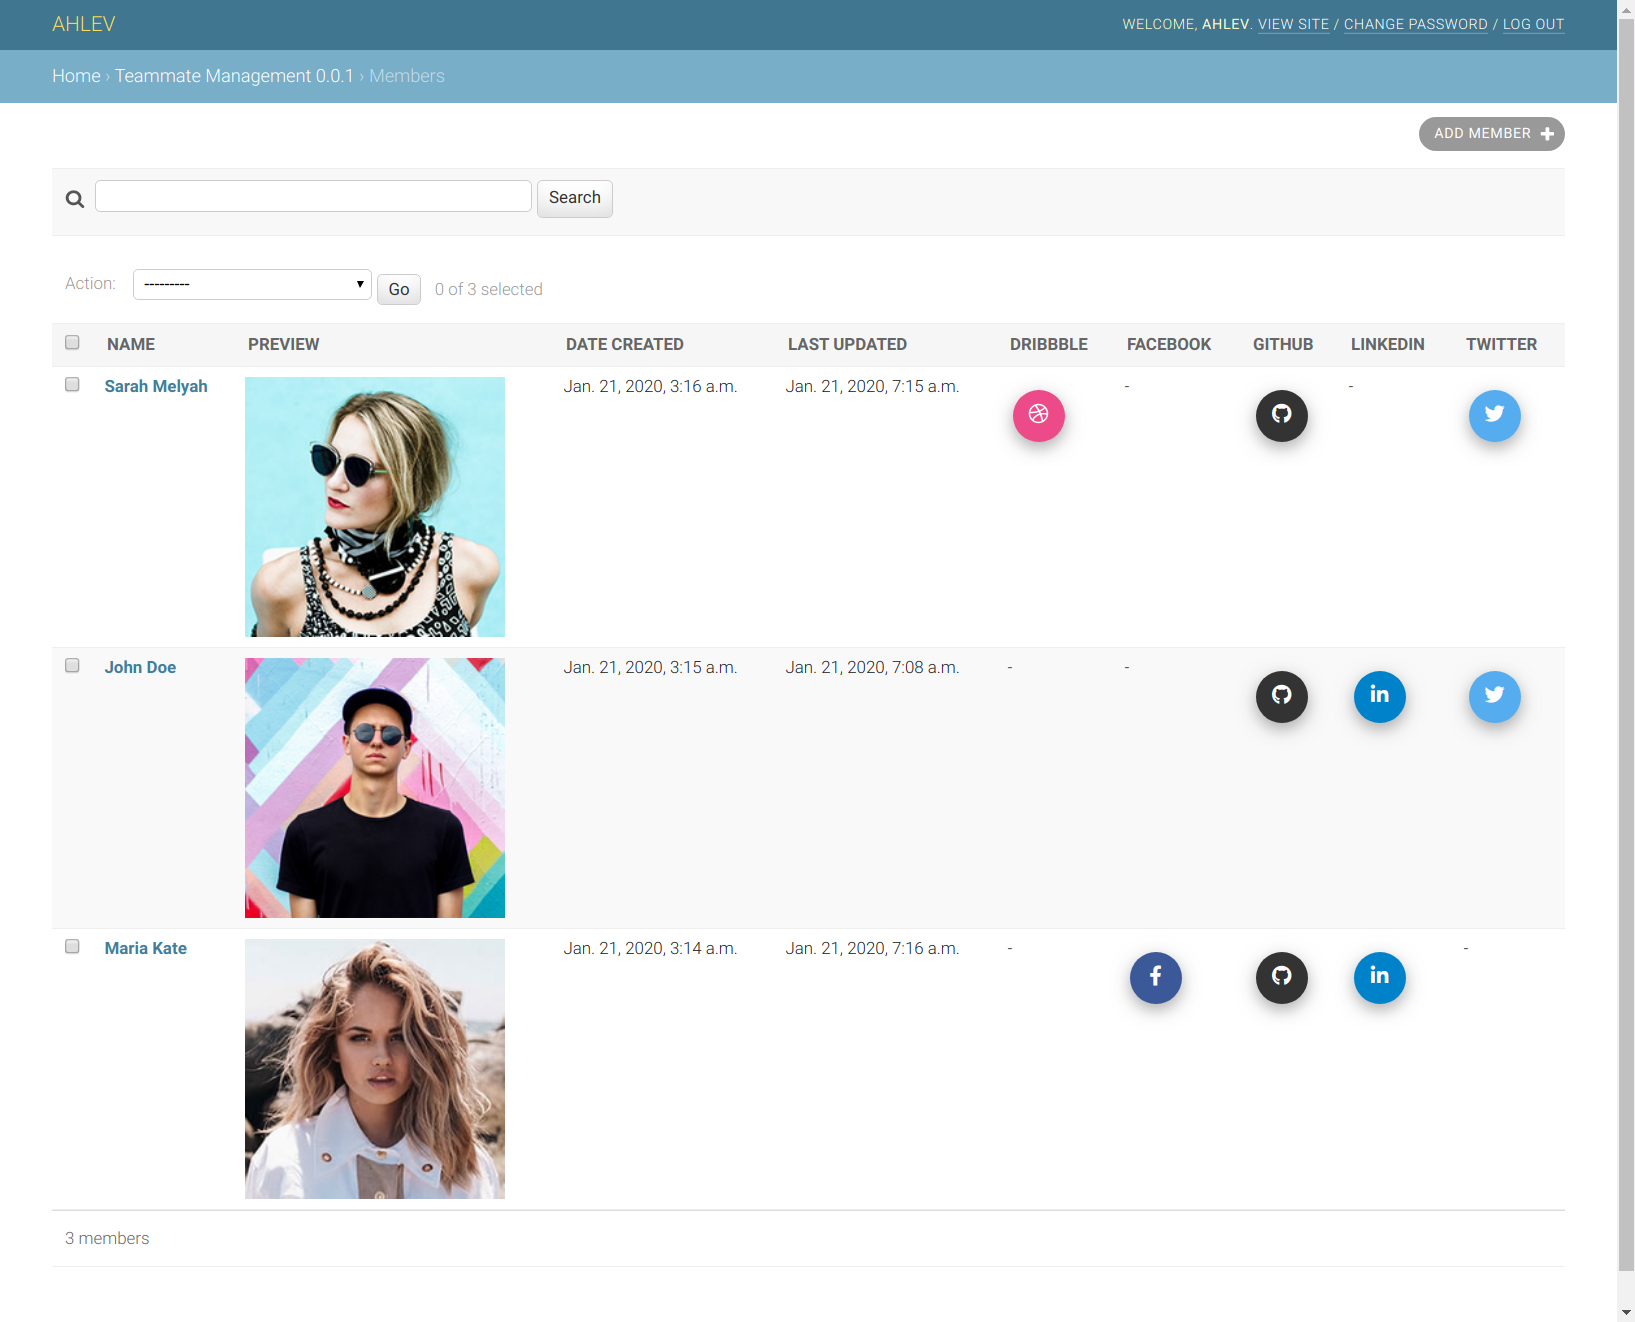 AHLEV
WELCOME, AHLEV. VIEW SITE / CHANGE PASSWORD / LOG OUT
Home › Teammate Management 0.0.1 › Members
ADD MEMBER
Search
Action: --------- Go 0 of 3 selected
NAME PREVIEW DATE CREATED LAST UPDATED DRIBBBLE FACEBOOK GITHUB LINKEDIN TWITTER
Sarah Melyah Jan. 21, 2020, 3:16 a.m. Jan. 21, 2020, 7:15 a.m. - -
John Doe Jan. 21, 2020, 3:15 a.m. Jan. 21, 2020, 7:08 a.m. - - in
Maria Kate Jan. 21, 2020, 3:14 a.m. Jan. 21, 2020, 7:16 a.m. - f in -
3 members